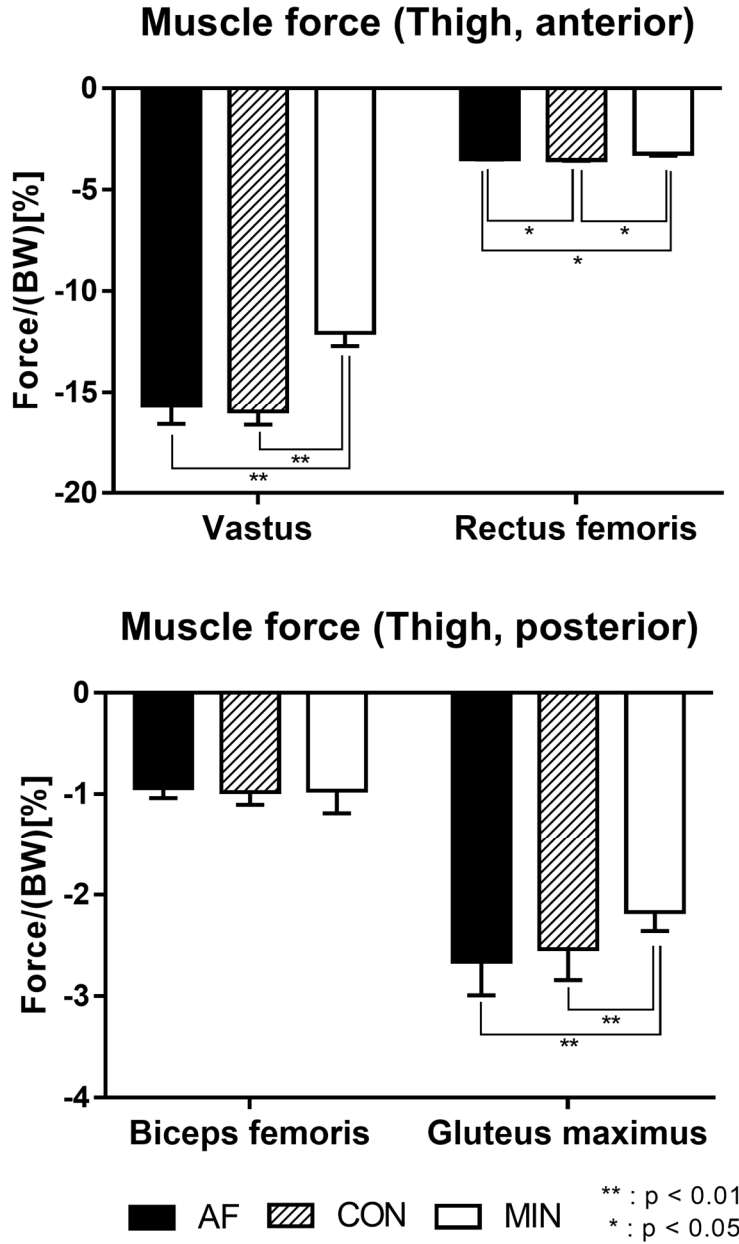 Muscle force (Thigh, anterior)
Force/(BW)[%]
0
-5
-10
-15
-20
**
**
*
*
*
Vastus
Rectus femoris
Muscle force (Thigh, posterior)
Force/(BW)[%]
0
-1
-2
-3
-4
**
**
Biceps femoris
Gluteus maximus
AF
CON
MIN
** : p < 0.01
* : p < 0.05